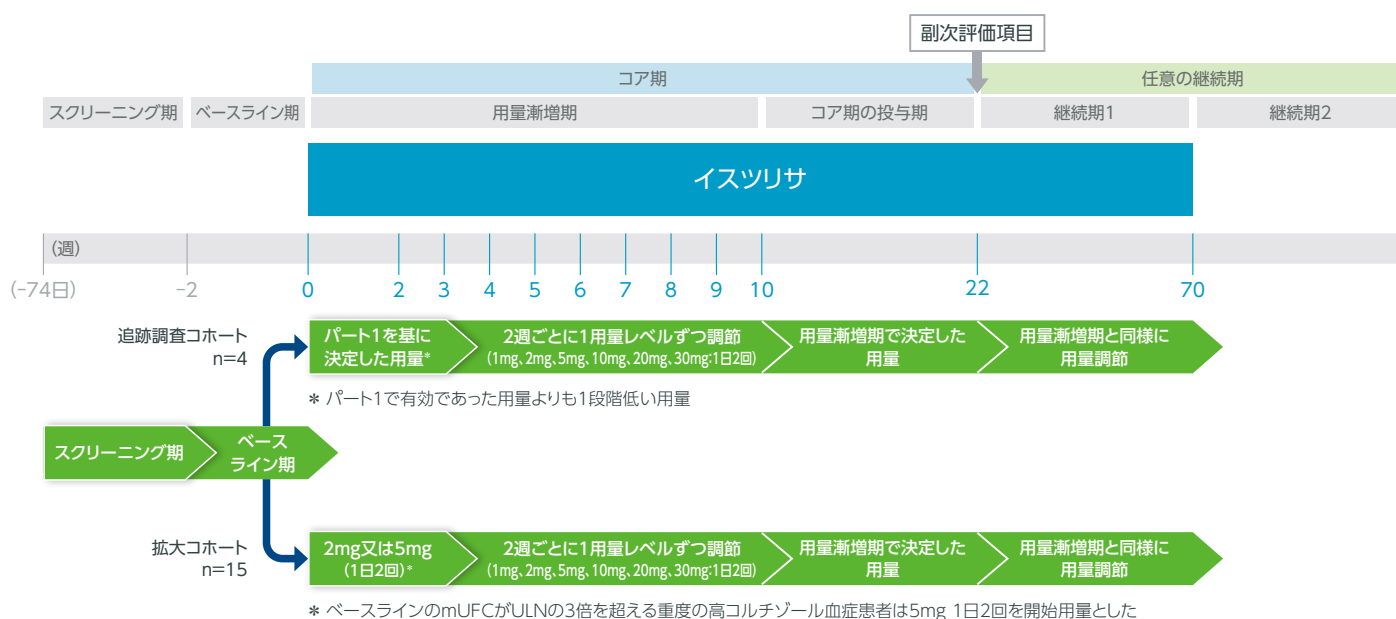 副次評価項目
コア期 任意の継続期
スクリーニング期 ベースライン期 用量漸増期 コア期の投与期 継続期1 継続期2
イスツリサ
(週)
(-74日) -2 0 2 3 4 5 6 7 8 9 10 22 70
追跡調査コホート
n=4
パート1を基に
決定した用量*
2週ごとに1用量レベルずつ調節
(1mg、2mg、5mg、10mg、20mg、30mg:1日2回)
用量漸増期で決定した
用量
用量漸増期と同様に
用量調節
* パート1で有効であった用量よりも1段階低い用量
スクリーニング期
ベース
ライン期
拡大コホート
n=15
2mg又は5mg
(1日2回)*
2週ごとに1用量レベルずつ調節
(1mg、2mg、5mg、10mg、20mg、30mg:1日2回)
用量漸増期で決定した
用量
用量漸増期と同様に
用量調節
* ベースラインのmUFCがULNの3倍を超える重度の高コルチゾール血症患者は5mg 1日2回を開始用量とした